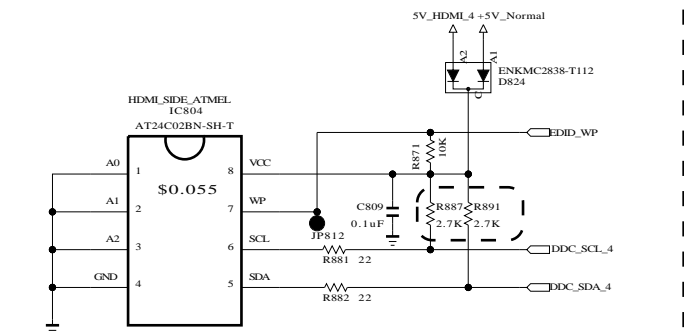 5V_HDMI_4 +5V_Normal
A2
A1
ENKMC2838-T112
D824
C
HDMI_SIDE_ATMEL
IC804
AT24C02BN-SH-T
EDID_WP
R871
10K
A0
1
8
VCC
$0.055
A1
2
7
WP
C809
0.1uF
R887
2.7K
R891
2.7K
JP812
A2
3
6
SCL
R881 22
DDC_SCL_4
GND
4
5
SDA
R882 22
DDC_SDA_4